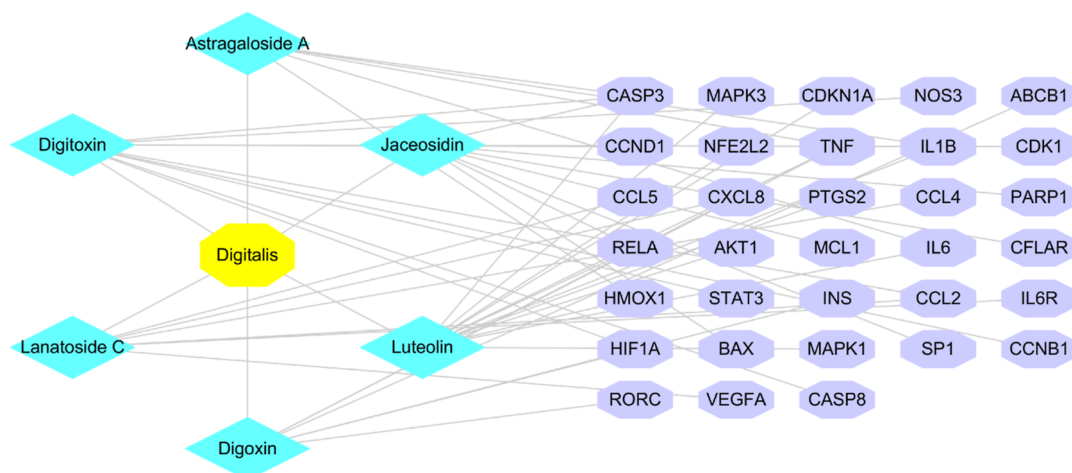 Astragaloside A
Digitoxin
Jaceosidin
Digitalis
Lanatoside C
Luteolin
Digoxin
CASP3 MAPK3 CDKN1A NOS3 ABCB1
CCND1 NFE2L2 TNF IL1B CDK1
CCL5 CXCL8 PTGS2 CCL4 PARP1
RELA AKT1 MCL1 IL6 CFLAR
HMOX1 STAT3 INS CCL2 IL6R
HIF1A BAX MAPK1 SP1 CCNB1
RORC VEGFA CASP8